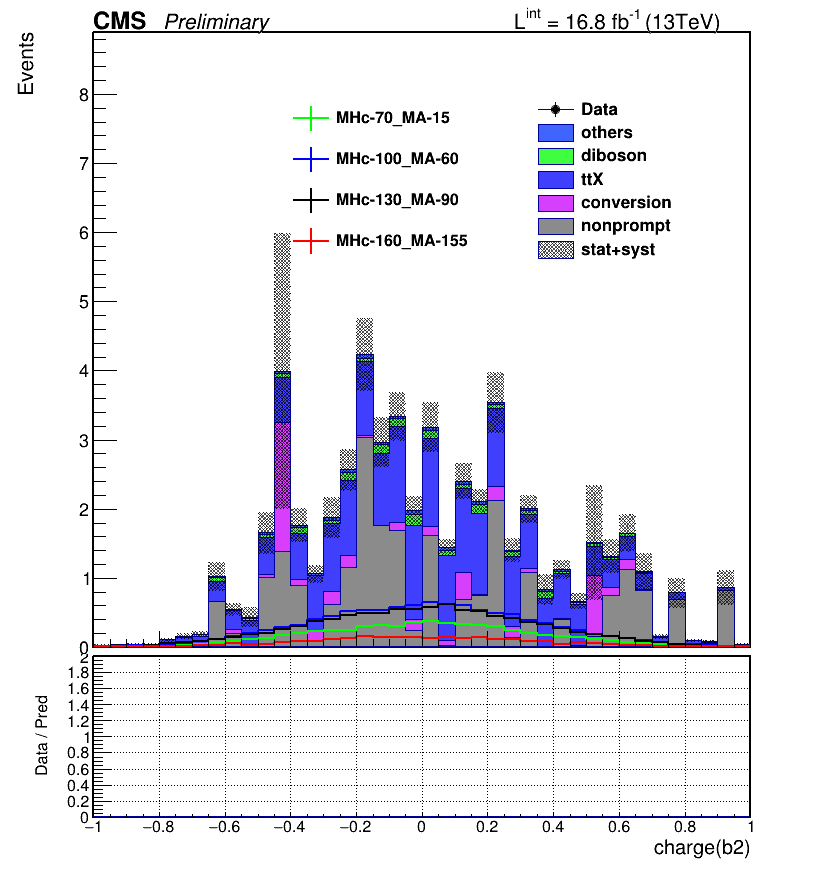 CMS Preliminary L^int = 16.8 fb^-1 (13TeV)
Events
8
7
6
5
4
3
2
1
0
MHc-70_MA-15
MHc-100_MA-60
MHc-130_MA-90
MHc-160_MA-155
Data
others
diboson
ttX
conversion
nonprompt
stat+syst
Data / Pred
2
1.8
1.6
1.4
1.2
1
0.8
0.6
0.4
0.2
0
−1 −0.8 −0.6 −0.4 −0.2 0 0.2 0.4 0.6 0.8 1
charge(b2)